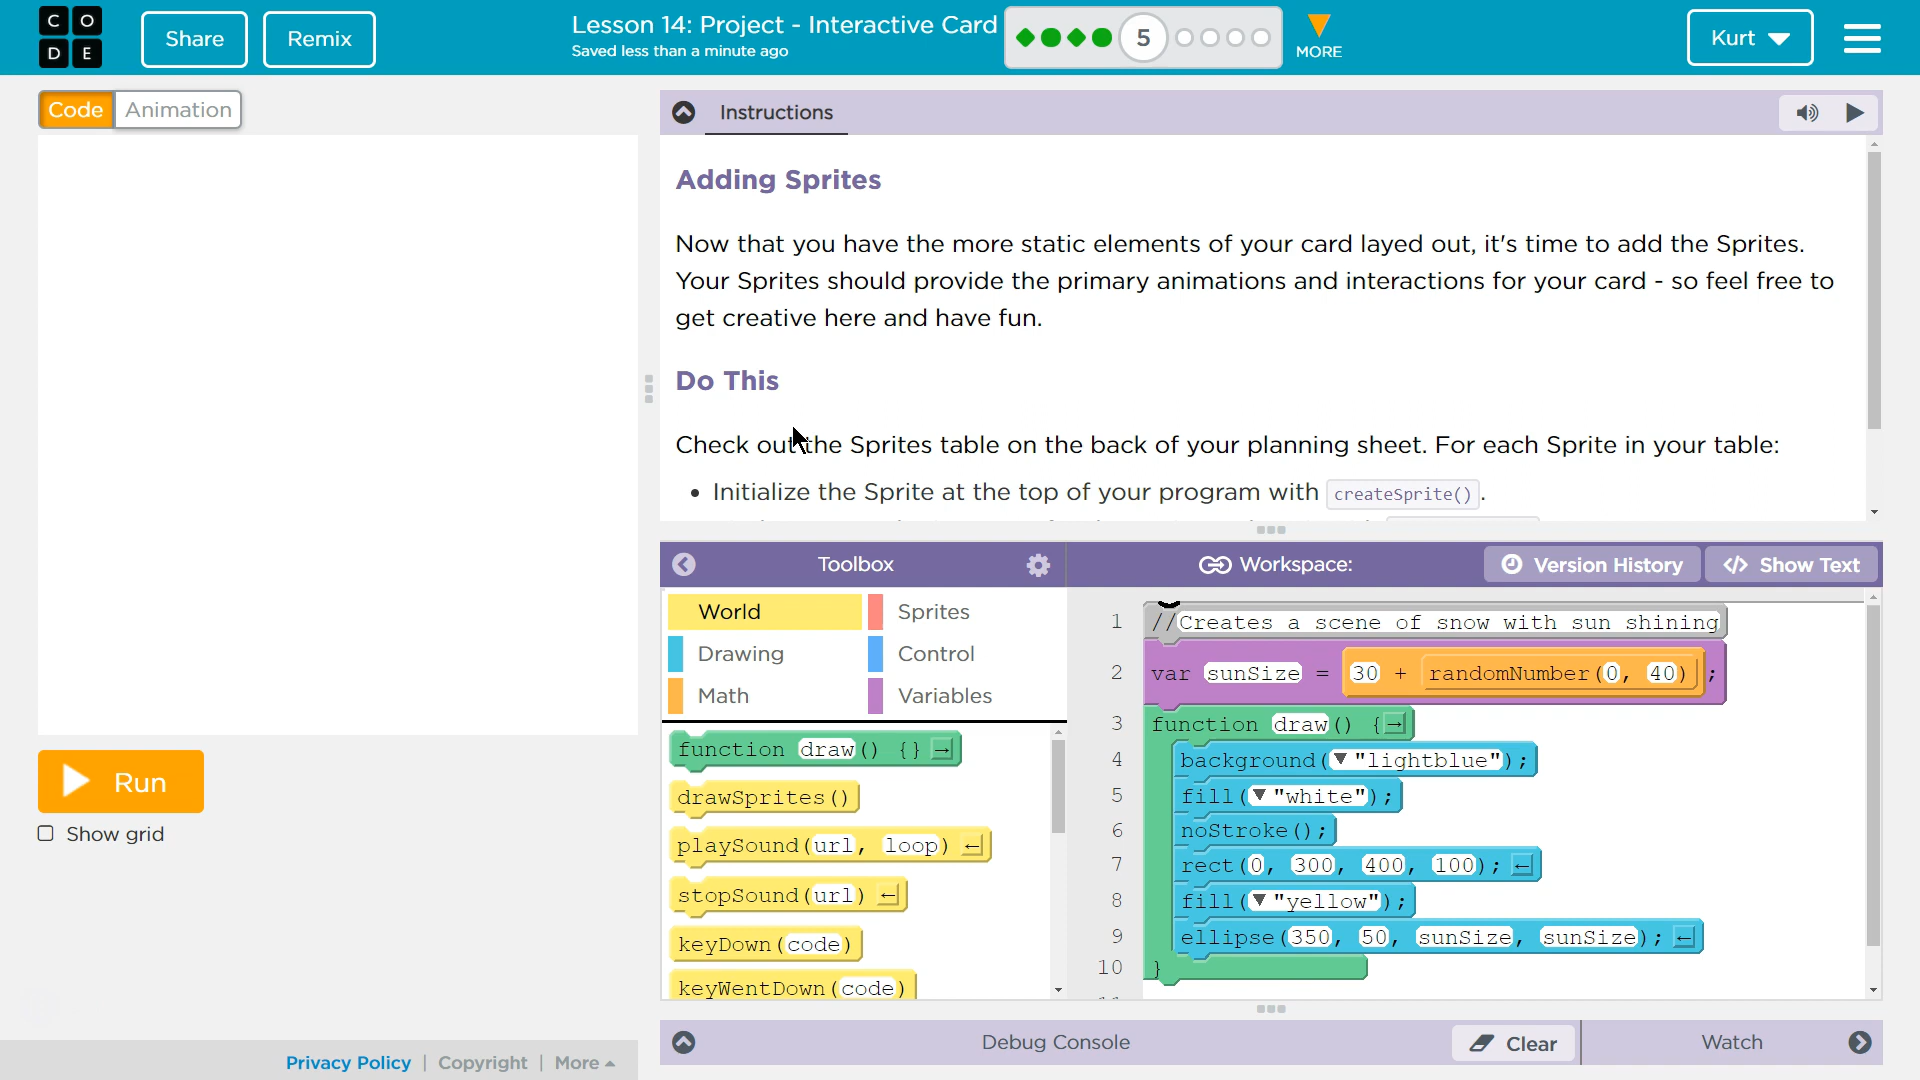 C O
D E
Share
Remix
Lesson 14: Project - Interactive Card
Saved less than a minute ago
5
MORE
Kurt
Code
Animation
Instructions
Adding Sprites
Now that you have the more static elements of your card layed out, it's time to add the Sprites.
Your Sprites should provide the primary animations and interactions for your card - so feel free to
get creative here and have fun.
Do This
Check out the Sprites table on the back of your planning sheet. For each Sprite in your table:
• Initialize the Sprite at the top of your program with createSprite().
Toolbox
Workspace:
Version History
</> Show Text
World
Sprites
Drawing
Control
Math
Variables
function draw() {}
drawSprites()
playSound(url, loop)
stopSound(url)
keyDown(code)
keyWentDown(code)
1 //Creates a scene of snow with sun shining
2 var sunSize = 30 + randomNumber(0, 40);
3 function draw() {
4 background("lightblue");
5 fill("white");
6 noStroke();
7 rect(0, 300, 400, 100);
8 fill("yellow");
9 ellipse(350, 50, sunSize, sunSize);
10 }
Run
Show grid
Debug Console
Clear
Watch
Privacy Policy | Copyright | More